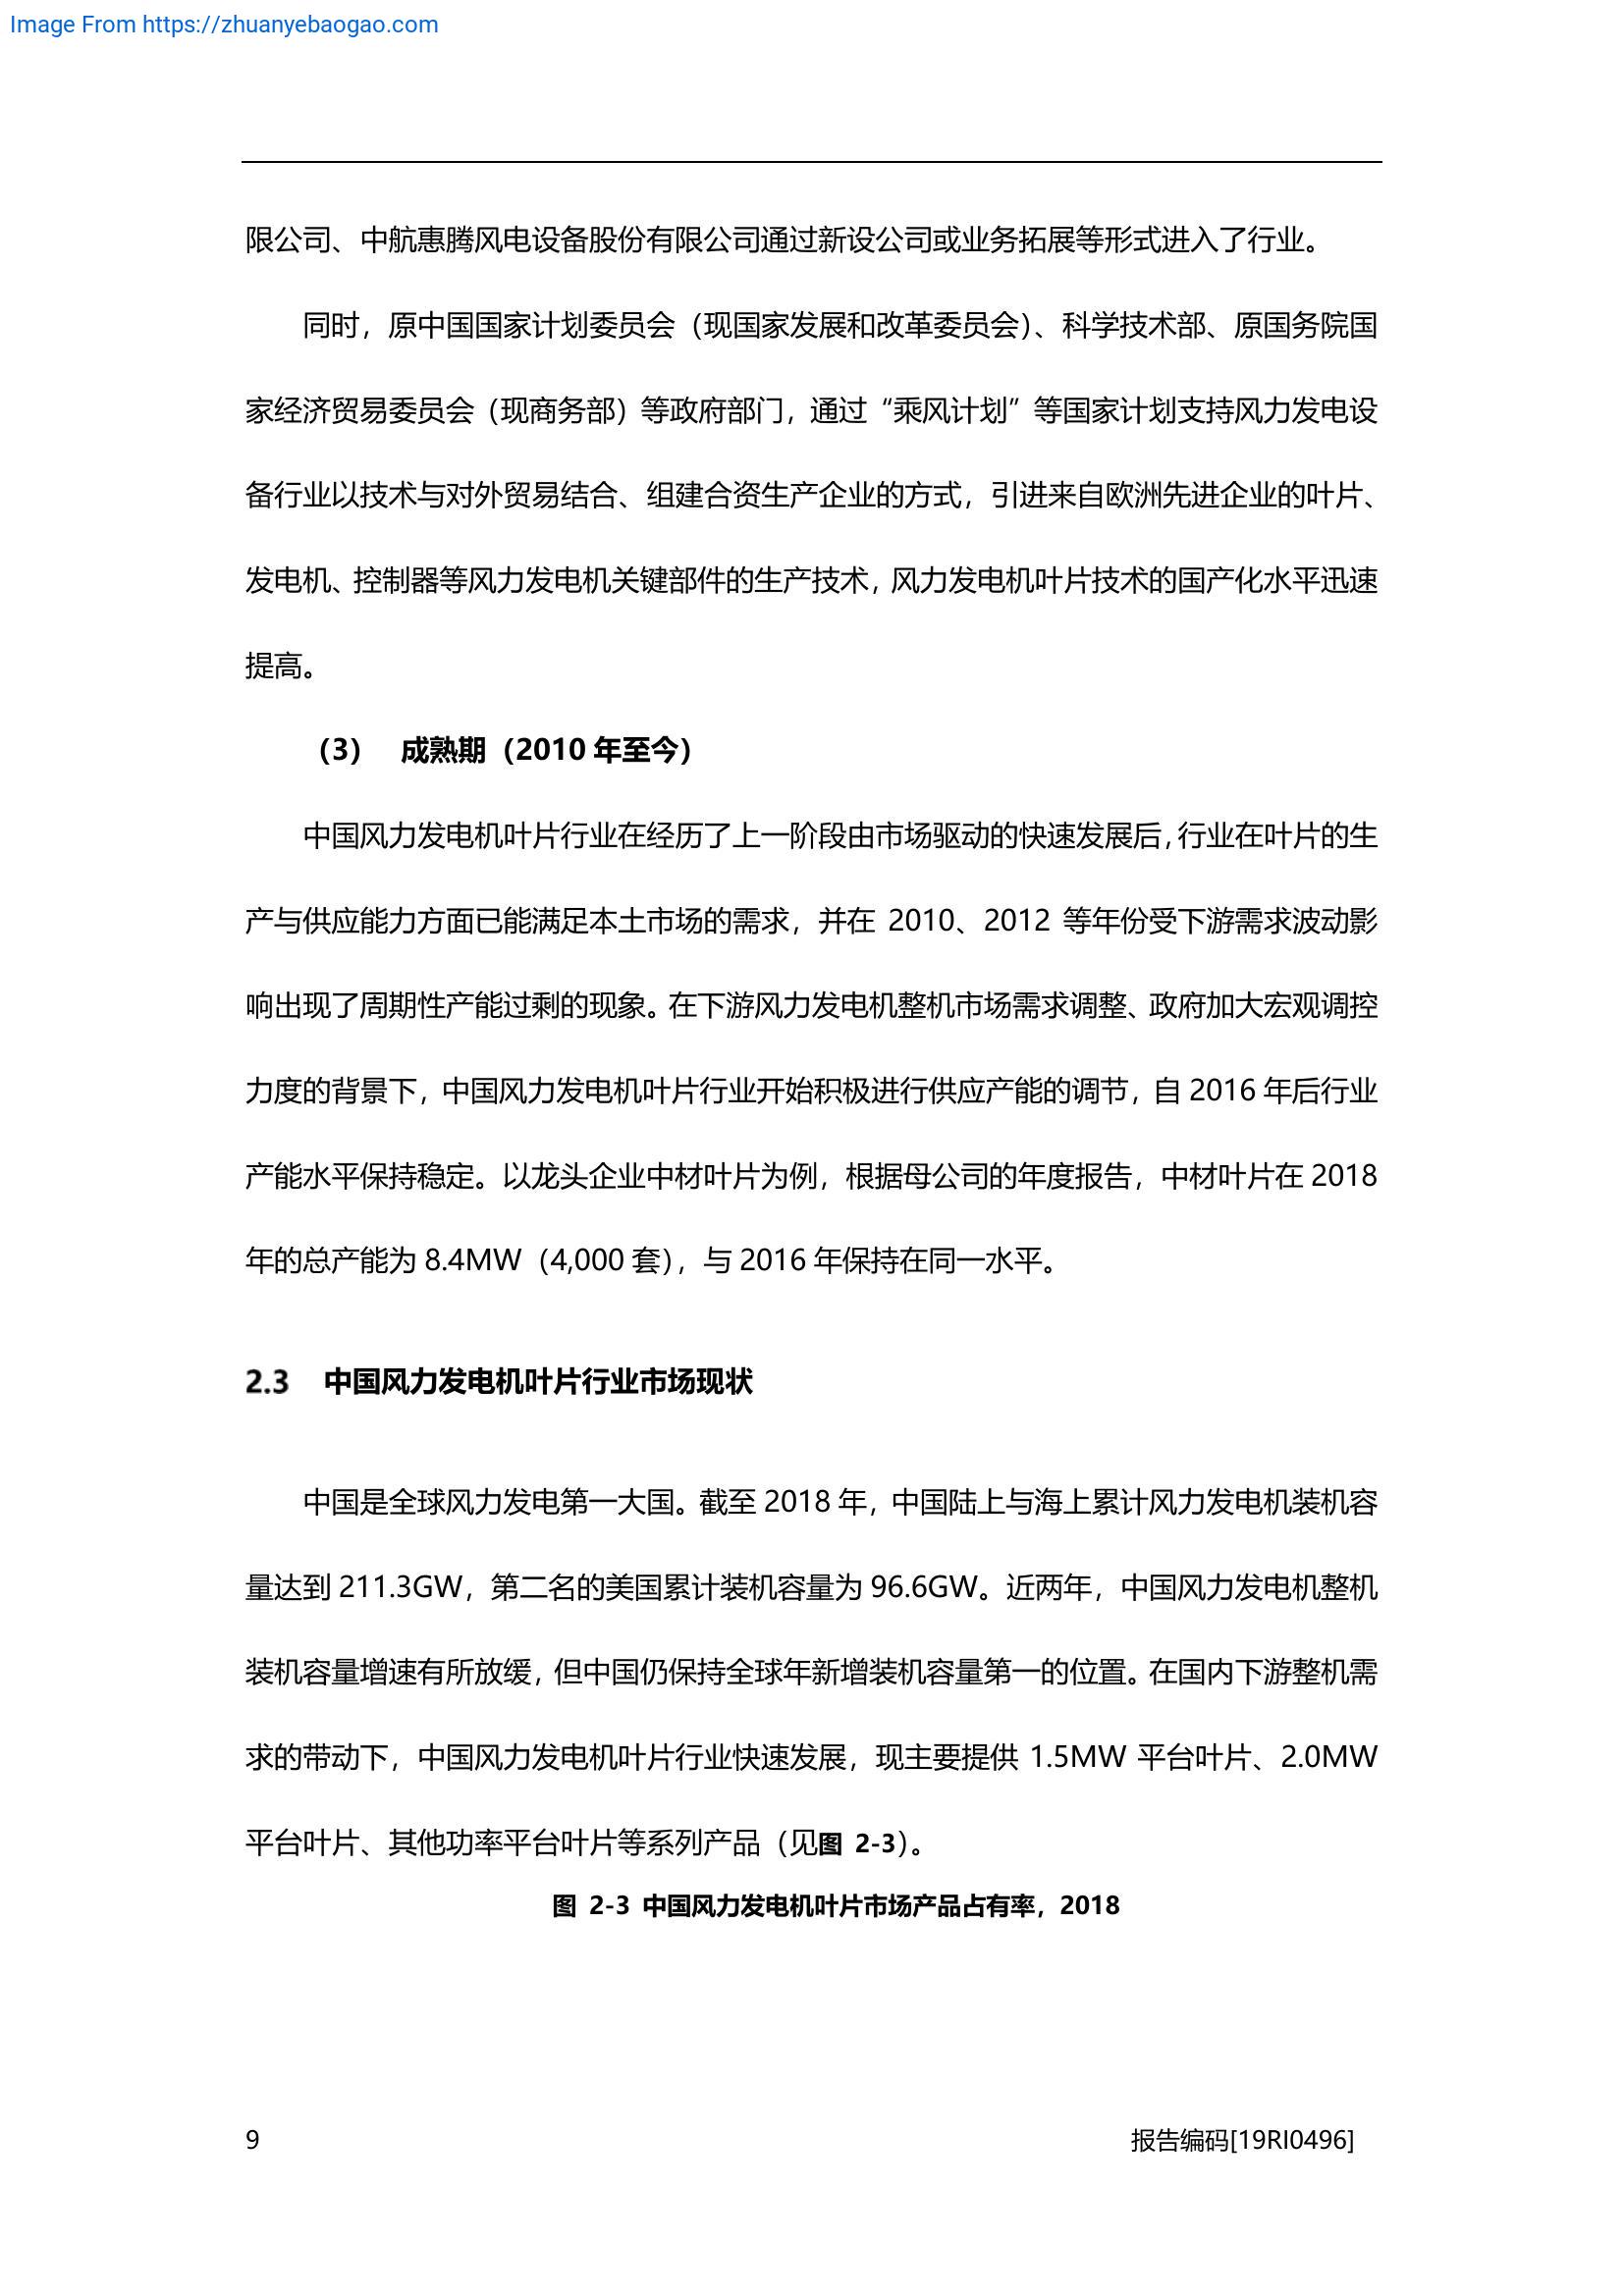 Image From https://zhuanyebaogao.com
限公司、中航惠腾风电设备股份有限公司通过新设公司或业务拓展等形式进入了行业。
同时，原中国国家计划委员会（现国家发展和改革委员会）、科学技术部、原国务院国
家经济贸易委员会（现商务部）等政府部门，通过“乘风计划”等国家计划支持风力发电设
备行业以技术与对外贸易结合、组建合资生产企业的方式，引进来自欧洲先进企业的叶片、
发电机、控制器等风力发电机关键部件的生产技术，风力发电机叶片技术的国产化水平迅速
提高。
（3） 成熟期（2010 年至今）
中国风力发电机叶片行业在经历了上一阶段由市场驱动的快速发展后，行业在叶片的生
产与供应能力方面已能满足本土市场的需求，并在 2010、2012 等年份受下游需求波动影
响出现了周期性产能过剩的现象。在下游风力发电机整机市场需求调整、政府加大宏观调控
力度的背景下，中国风力发电机叶片行业开始积极进行供应产能的调节，自 2016 年后行业
产能水平保持稳定。以龙头企业中材叶片为例，根据母公司的年度报告，中材叶片在 2018
年的总产能为 8.4MW（4,000 套），与 2016 年保持在同一水平。
2.3 中国风力发电机叶片行业市场现状
中国是全球风力发电第一大国。截至 2018 年，中国陆上与海上累计风力发电机装机容
量达到 211.3GW，第二名的美国累计装机容量为 96.6GW。近两年，中国风力发电机整机
装机容量增速有所放缓，但中国仍保持全球年新增装机容量第一的位置。在国内下游整机需
求的带动下，中国风力发电机叶片行业快速发展，现主要提供 1.5MW 平台叶片、2.0MW
平台叶片、其他功率平台叶片等系列产品（见图 2-3）。
图 2-3 中国风力发电机叶片市场产品占有率，2018
9 报告编码[19RI0496]